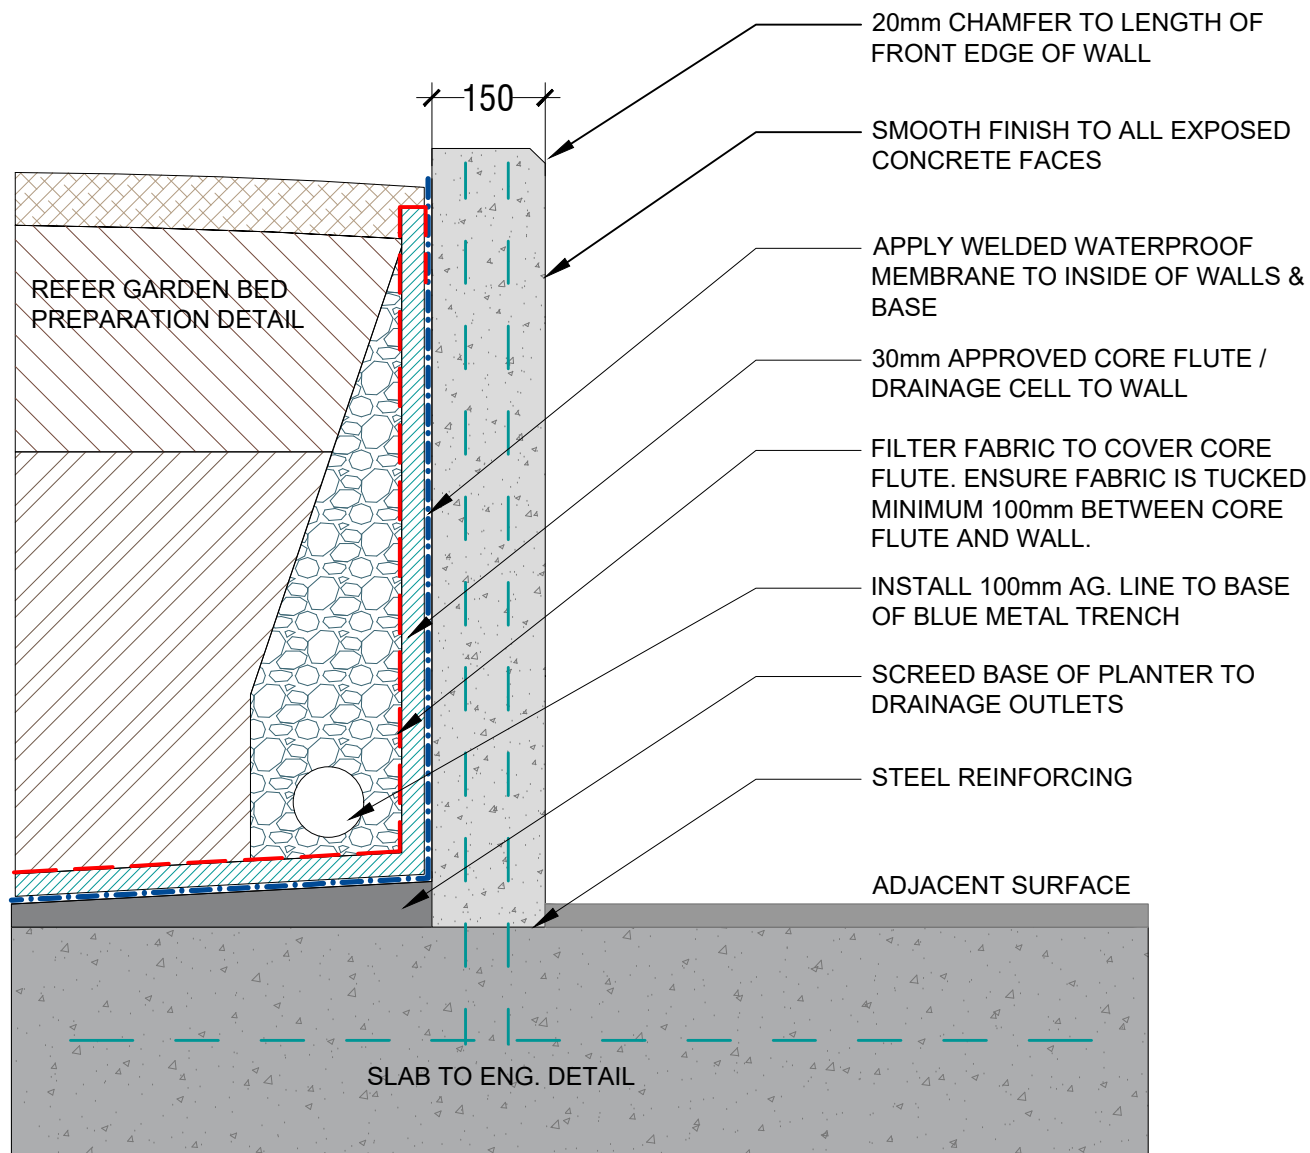 20mm CHAMFER TO LENGTH OF
FRONT EDGE OF WALL
150
SMOOTH FINISH TO ALL EXPOSED
CONCRETE FACES
APPLY WELDED WATERPROOF
MEMBRANE TO INSIDE OF WALLS &
BASE
REFER GARDEN BED
PREPARATION DETAIL
30mm APPROVED CORE FLUTE /
DRAINAGE CELL TO WALL
FILTER FABRIC TO COVER CORE
FLUTE. ENSURE FABRIC IS TUCKED
MINIMUM 100mm BETWEEN CORE
FLUTE AND WALL.
INSTALL 100mm AG. LINE TO BASE
OF BLUE METAL TRENCH
SCREED BASE OF PLANTER TO
DRAINAGE OUTLETS
STEEL REINFORCING
ADJACENT SURFACE
SLAB TO ENG. DETAIL